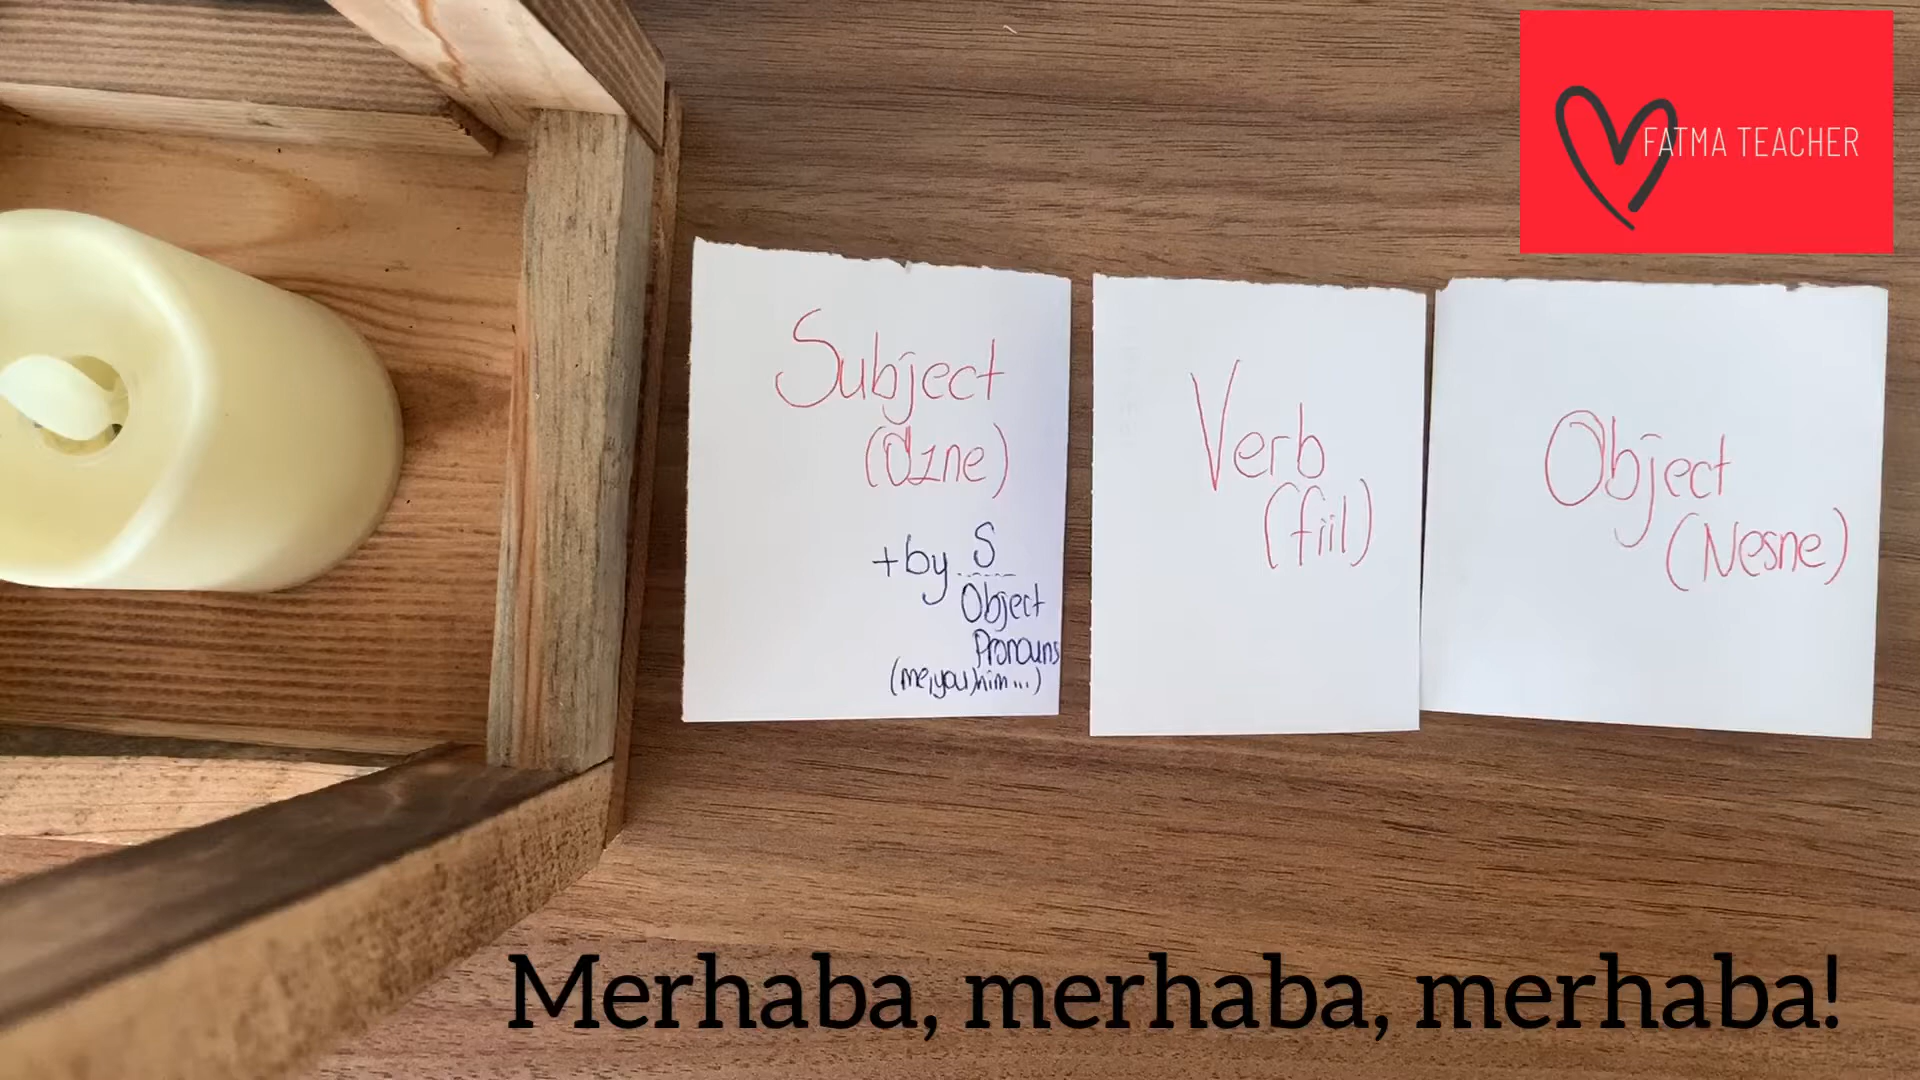 FATMA TEACHER
Subject
(Özne)
+by S
Object
Pronouns
(me, you, him...)
Verb
(fiil)
Object
(Nesne)
Merhaba, merhaba, merhaba!